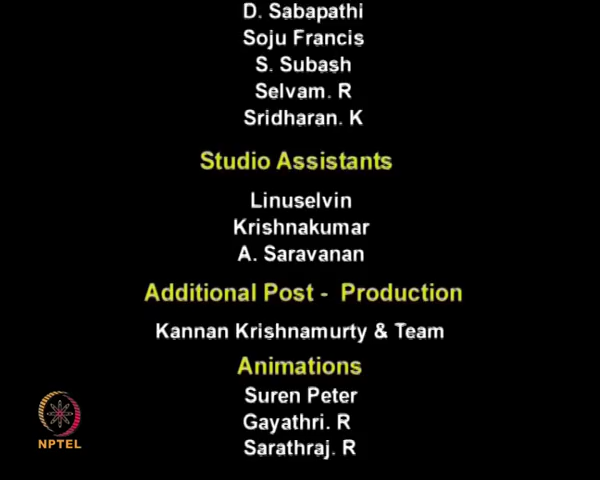 D. Sabapathi
Soju Francis
S. Subash
Selvam. R
Sridharan. K
Studio Assistants
Linuselvin
Krishnakumar
A. Saravanan
Additional Post - Production
Kannan Krishnamurty & Team
Animations
Suren Peter
Gayathri. R
Sarathraj. R
NPTEL